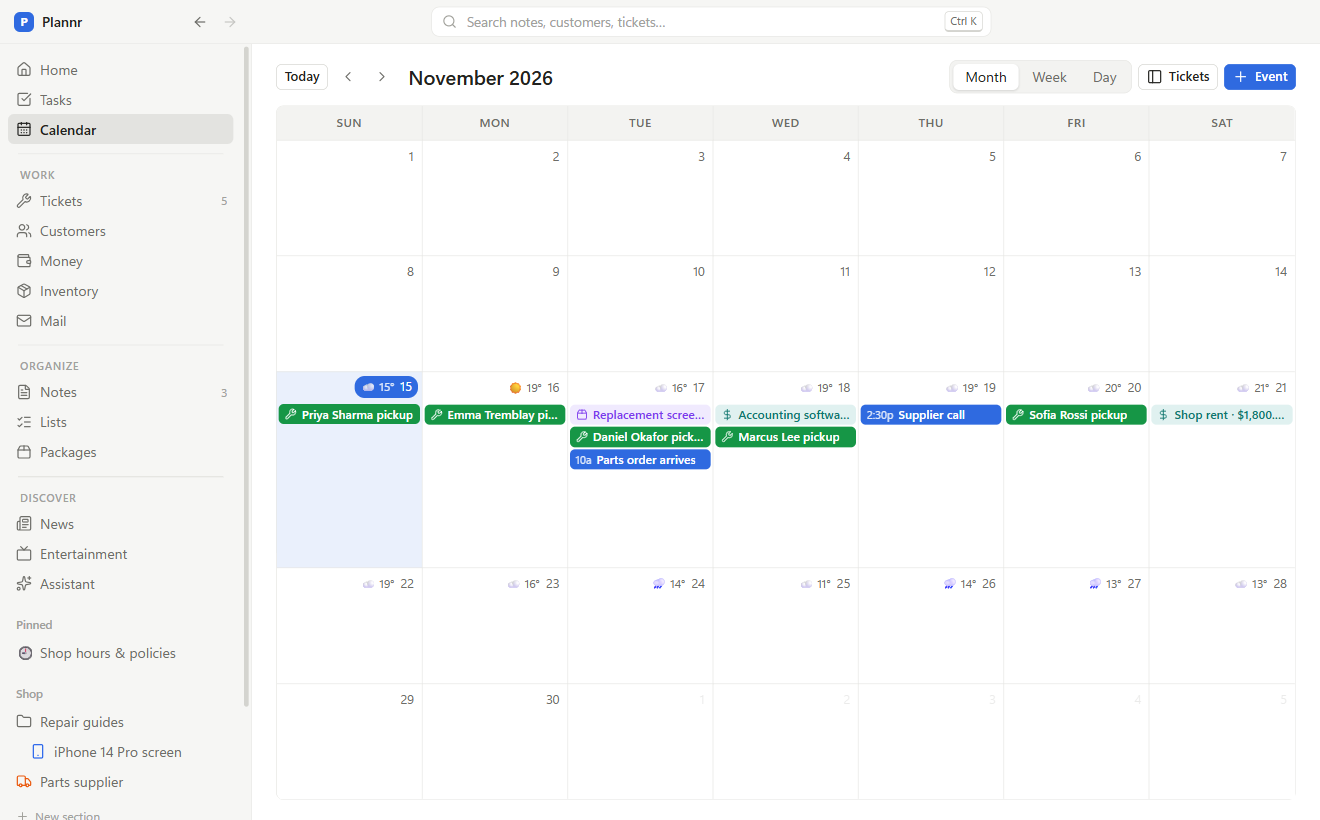 P Plannr
Search notes, customers, tickets...
Ctrl K
Home
Tasks
Calendar
WORK
Tickets 5
Customers
Money
Inventory
Mail
ORGANIZE
Notes 3
Lists
Packages
DISCOVER
News
Entertainment
Assistant
Pinned
Shop hours & policies
Shop
Repair guides
iPhone 14 Pro screen
Parts supplier
+ New section
Today
November 2026
Month Week Day
Tickets
+ Event
SUN MON TUE WED THU FRI SAT
1 2 3 4 5 6 7
8 9 10 11 12 13 14
15° 15 19° 16 16° 17 19° 18 19° 19 20° 20 21° 21
Priya Sharma pickup Emma Tremblay pi... Replacement scree... $ Accounting softwa... 2:30p Supplier call Sofia Rossi pickup $ Shop rent · $1,800....
Daniel Okafor pick... Marcus Lee pickup
10a Parts order arrives
19° 22 16° 23 14° 24 11° 25 14° 26 13° 27 13° 28
29 30 1 2 3 4 5